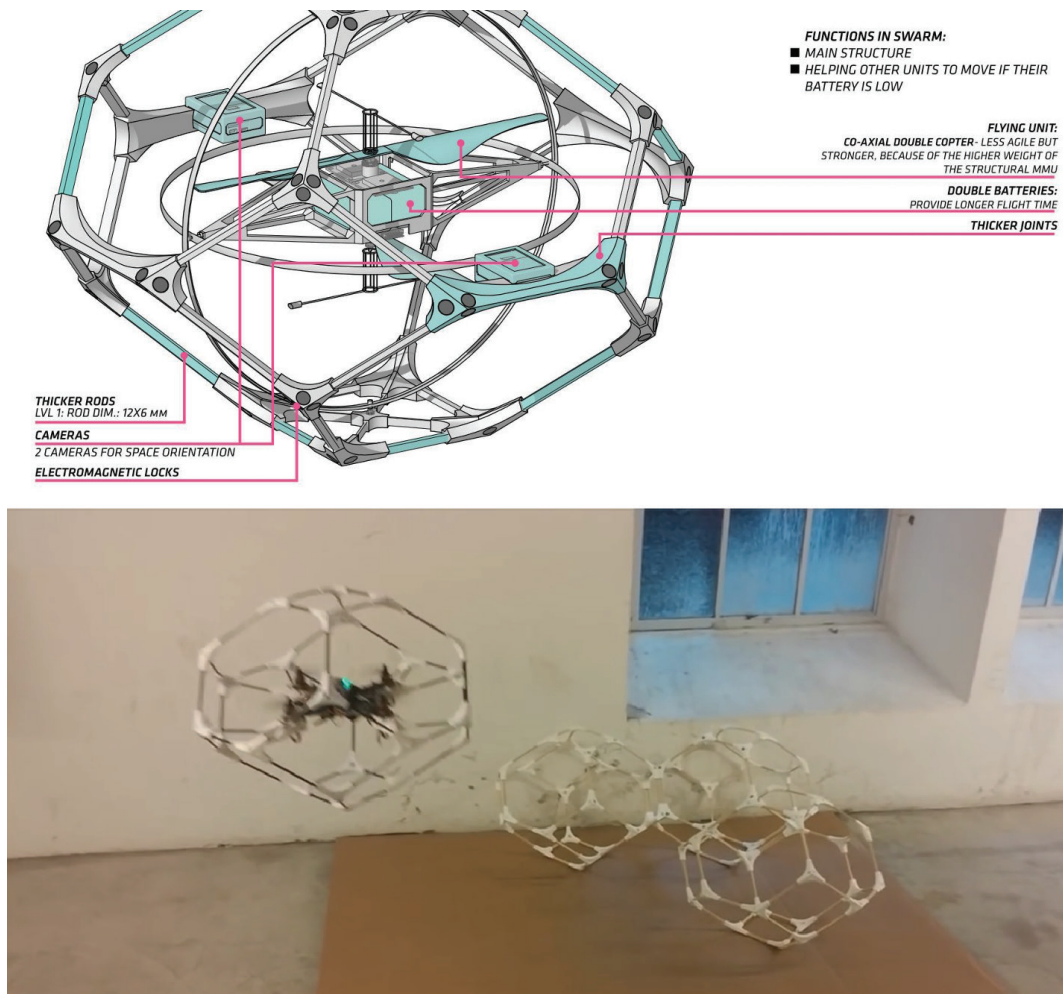 FUNCTIONS IN SWARM:
■ MAIN STRUCTURE
■ HELPING OTHER UNITS TO MOVE IF THEIR
BATTERY IS LOW
FLYING UNIT:
CO-AXIAL DOUBLE COPTER- LESS AGILE BUT
STRONGER, BECAUSE OF THE HIGHER WEIGHT OF
THE STRUCTURAL MMU
DOUBLE BATTERIES:
PROVIDE LONGER FLIGHT TIME
THICKER JOINTS
THICKER RODS
LVL 1: ROD DIM.: 12X6 MM
CAMERAS
2 CAMERAS FOR SPACE ORIENTATION
ELECTROMAGNETIC LOCKS